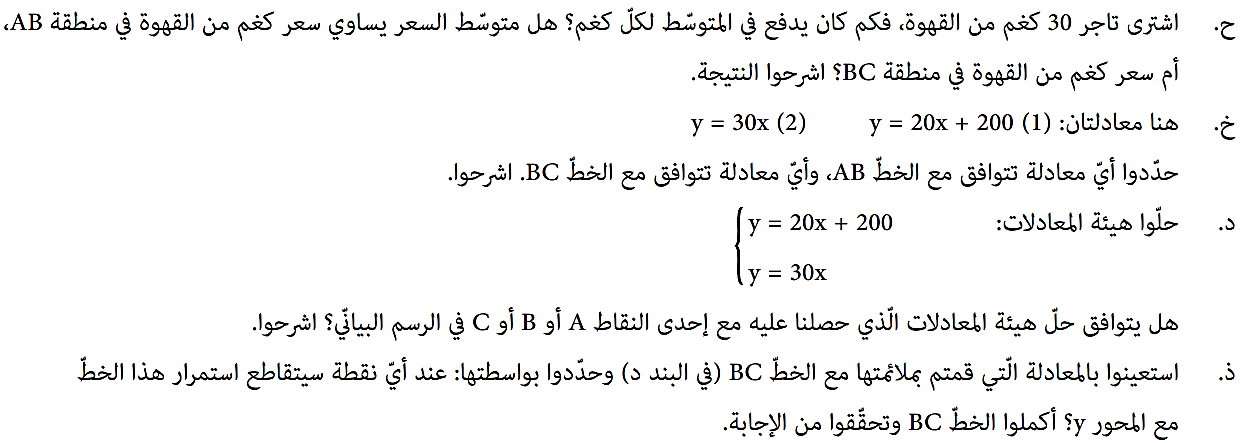 ح. اشترى تاجر 30 كغم من القهوة، فكم كان يدفع في المتوسّط لكلّ كغم؟ هل متوسّط السعر يساوي سعر كغم من القهوة في منطقة AB،
أم سعر كغم من القهوة في منطقة BC؟ اشرحوا النتيجة.
خ. هنا معادلتان: (1) y = 20x + 200 (2) y = 30x
حدّدوا أيّ معادلة تتوافق مع الخطّ AB، وأيّ معادلة تتوافق مع الخطّ BC. اشرحوا.
د. حلّوا هيئة المعادلات: y = 20x + 200
y = 30x
هل يتوافق حلّ هيئة المعادلات الّذي حصلنا عليه مع إحدى النقاط A أو B أو C في الرسم البيانّي؟ اشرحوا.
ذ. استعينوا بالمعادلة الّتي قمتم بملائمتها مع الخطّ BC (في البند د) وحدّدوا بواسطتها: عند أيّ نقطة سيتقاطع استمرار هذا الخطّ
مع المحور y؟ أكملوا الخطّ BC وتحقّقوا من الإجابة.